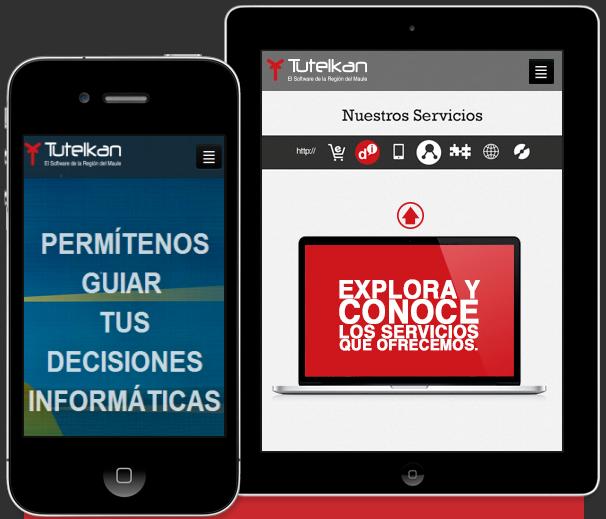 Tutelkan
El Software de la Región del Maule
PERMÍTENOS
GUIAR
TUS
DECISIONES
INFORMÁTICAS
Tutelkan
El Software de la Región del Maule
Nuestros Servicios
http://
e
di
EXPLORA Y
CONOCE
LOS SERVICIOS
QUE OFRECEMOS.